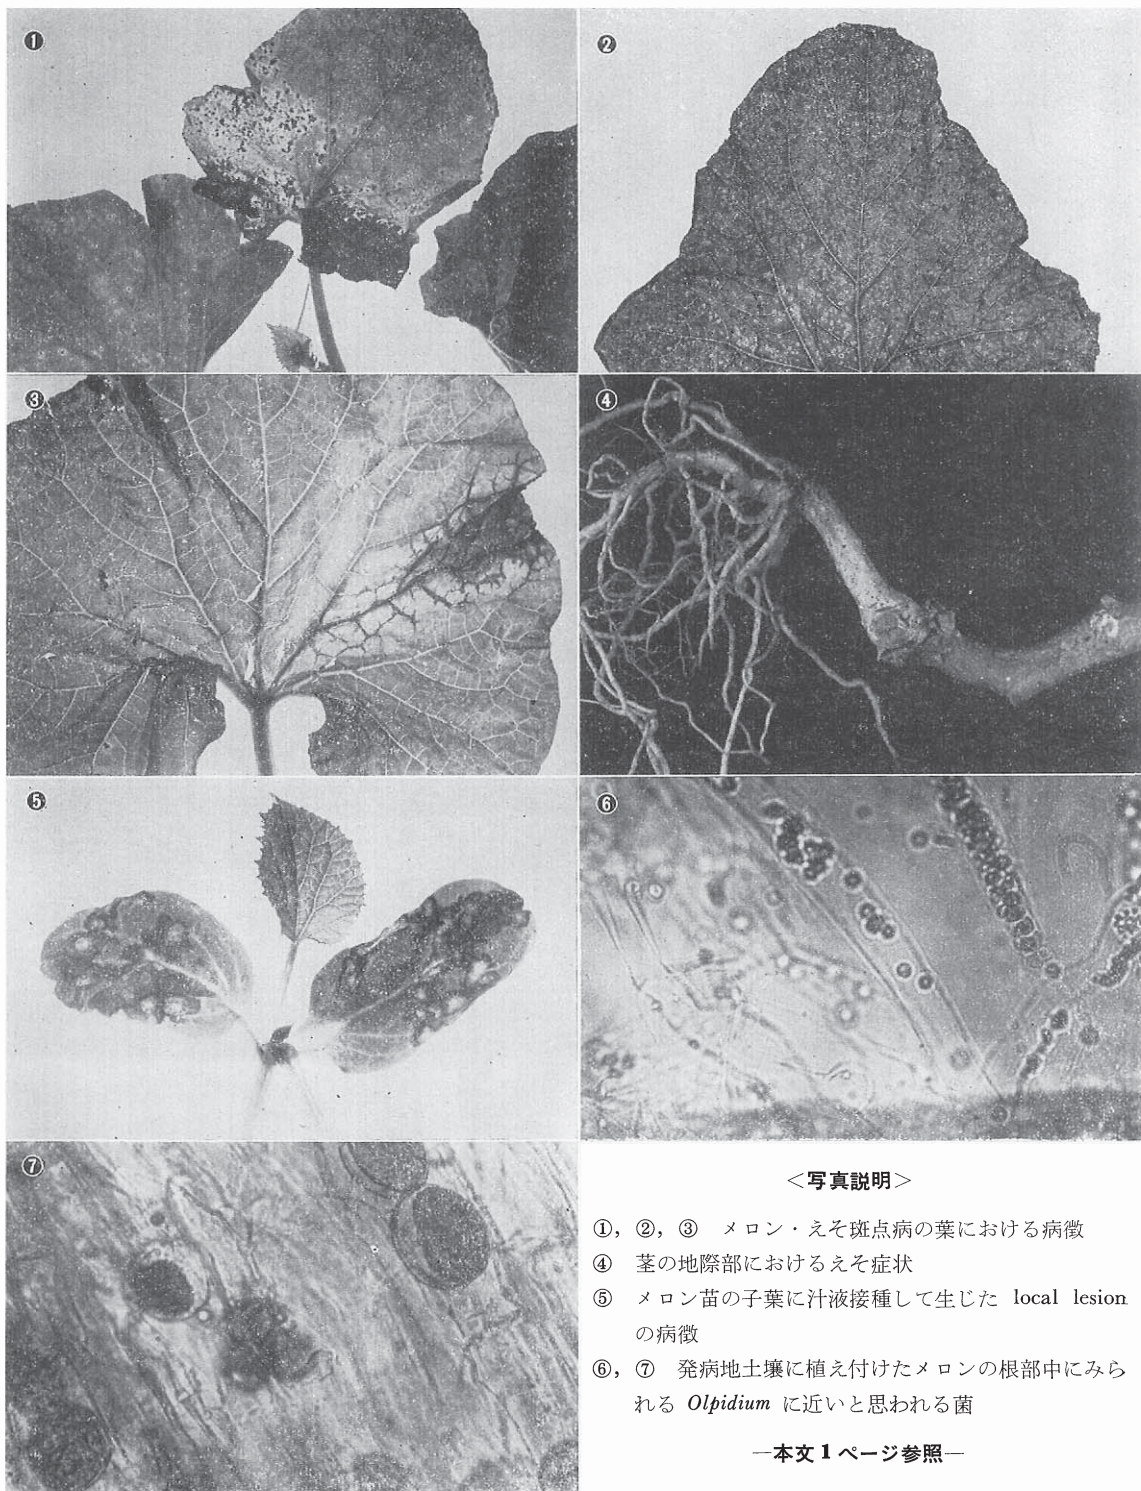 ❶
❷
❸
④
❺
⑥
❼
＜写真説明＞
①，②，③ メロン・えそ斑点病の葉における病徴
④ 茎の地際部におけるえそ症状
⑤ メロン苗の子葉に汁液接種して生じた local lesion
の病徴
⑥，⑦ 発病地土壌に植え付けたメロンの根部中にみら
れる Olpidium に近いと思われる菌
―本文1ページ参照―